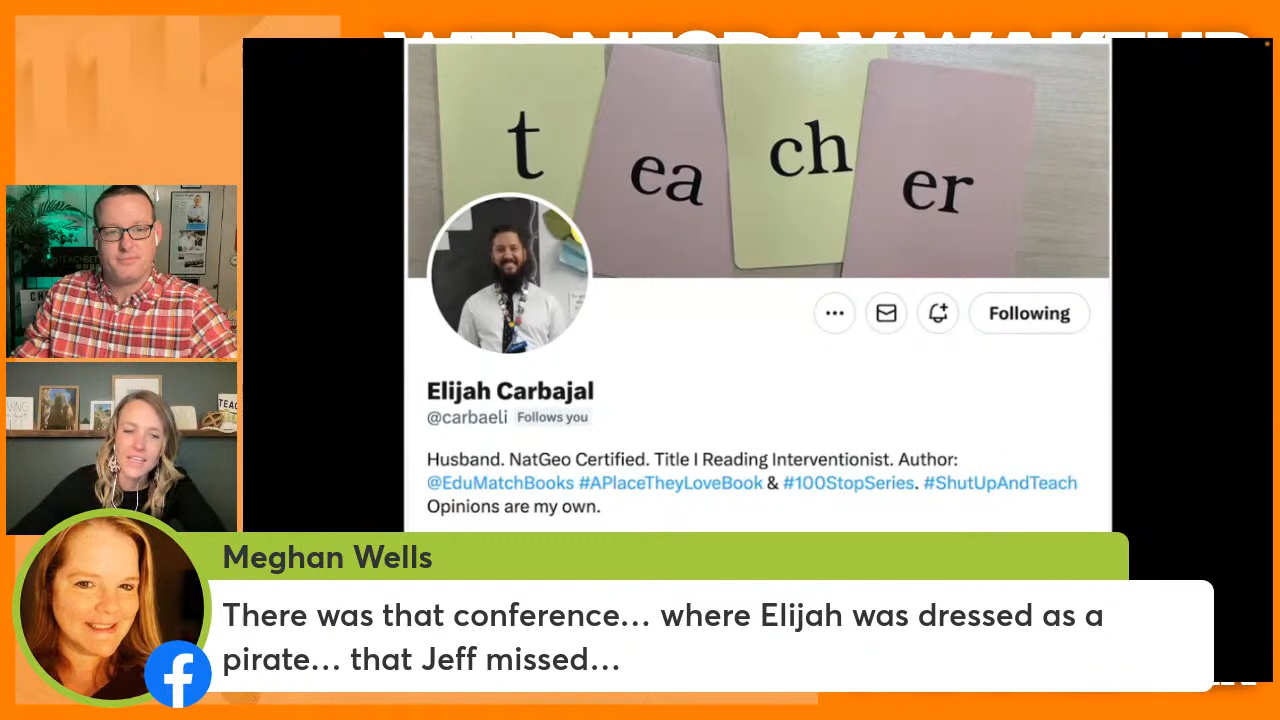 WEDNESDAY WAKEUP
t
ea
ch
er
Following
Elijah Carbajal
@carbaeli Follows you
Husband. NatGeo Certified. Title I Reading Interventionist. Author:
@EduMatchBooks #APlaceTheyLoveBook & #100StopSeries. #ShutUpAndTeach
Opinions are my own.
Meghan Wells
There was that conference... where Elijah was dressed as a
pirate... that Jeff missed...